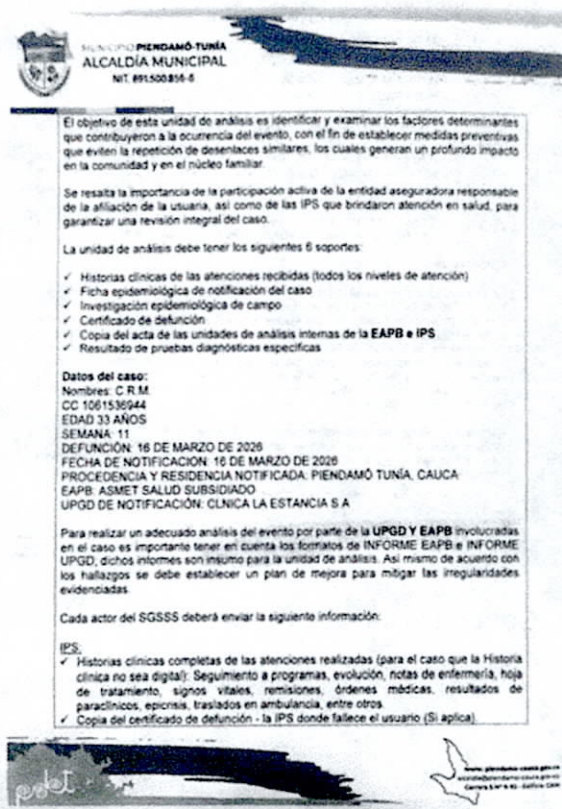 MUNICIPIO PIENDAMÓ-TUNÍA
ALCALDÍA MUNICIPAL
NIT. 891.500.856-6
El objetivo de esta unidad de análisis es identificar y examinar los factores determinantes
que contribuyeron a la ocurrencia del evento, con el fin de establecer medidas preventivas
que eviten la repetición de desenlaces similares, los cuales generan un profundo impacto
en la comunidad y en el núcleo familiar.
Se resalta la importancia de la participación activa de la entidad aseguradora responsable
de la afiliación de la usuaria, así como de las IPS que brindaron atención en salud, para
garantizar una revisión integral del caso.
La unidad de análisis debe tener los siguientes 6 soportes:
✓ Historias clínicas de las atenciones recibidas (todos los niveles de atención)
✓ Ficha epidemiológica de notificación del caso
✓ Investigación epidemiológica de campo
✓ Certificado de defunción
✓ Copia del acta de las unidades de análisis internas de la EAPB e IPS
✓ Resultado de pruebas diagnósticas específicas
Datos del caso:
Nombres: C.R.M.
CC 1061536944
EDAD 33 AÑOS
SEMANA: 11
DEFUNCIÓN: 16 DE MARZO DE 2026
FECHA DE NOTIFICACIÓN: 16 DE MARZO DE 2026
PROCEDENCIA Y RESIDENCIA NOTIFICADA: PIENDAMÓ TUNÍA, CAUCA
EAPB: ASMET SALUD SUBSIDIADO
UPGD DE NOTIFICACIÓN: CLNICA LA ESTANCIA S A
Para realizar un adecuado análisis del evento por parte de la UPGD Y EAPB involucradas
en el caso es importante tener en cuenta los formatos de INFORME EAPB e INFORME
UPGD, dichos informes son insumo para la unidad de análisis. Así mismo de acuerdo con
los hallazgos se debe establecer un plan de mejora para mitigar las irregularidades
evidenciadas.
Cada actor del SGSSS deberá enviar la siguiente información:
IPS:
✓ Historias clínicas completas de las atenciones realizadas (para el caso que la Historia
clínica no sea digital): Seguimiento a programas, evolución, notas de enfermería, hoja
de tratamiento, signos vitales, remisiones, órdenes médicas, resultados de
paraclínicos, epicrisis, traslados en ambulancia, entre otros.
✓ Copia del certificado de defunción - la IPS donde fallece el usuario (Si aplica).
pdet
www.piendamo-cauca.gov.co